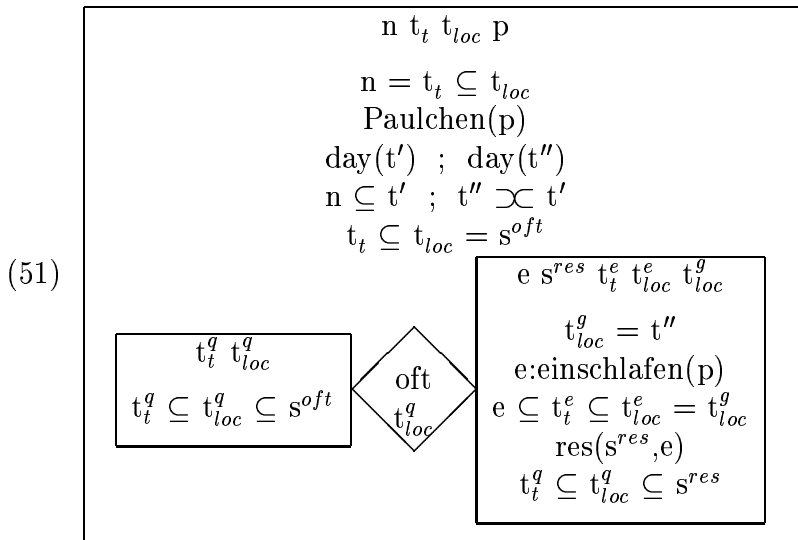 n t_t t_loc p
n = t_t ⊆ t_loc
Paulchen(p)
day(t′) ; day(t″)
n ⊆ t′ ; t″ ⊃⊂ t′
t_t ⊆ t_loc = s^oft
(51)
t_t^q t_loc^q
t_t^q ⊆ t_loc^q ⊆ s^oft
oft
t_loc^q
e s^res t_t^e t_loc^e t_loc^g
t_loc^g = t″
e:einschlafen(p)
e ⊆ t_t^e ⊆ t_loc^e = t_loc^g
res(s^res,e)
t_t^q ⊆ t_loc^q ⊆ s^res